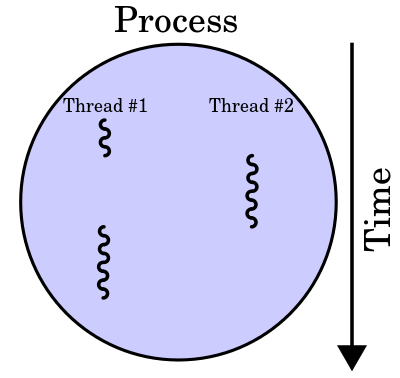 Process
Thread #1
Thread #2
Time